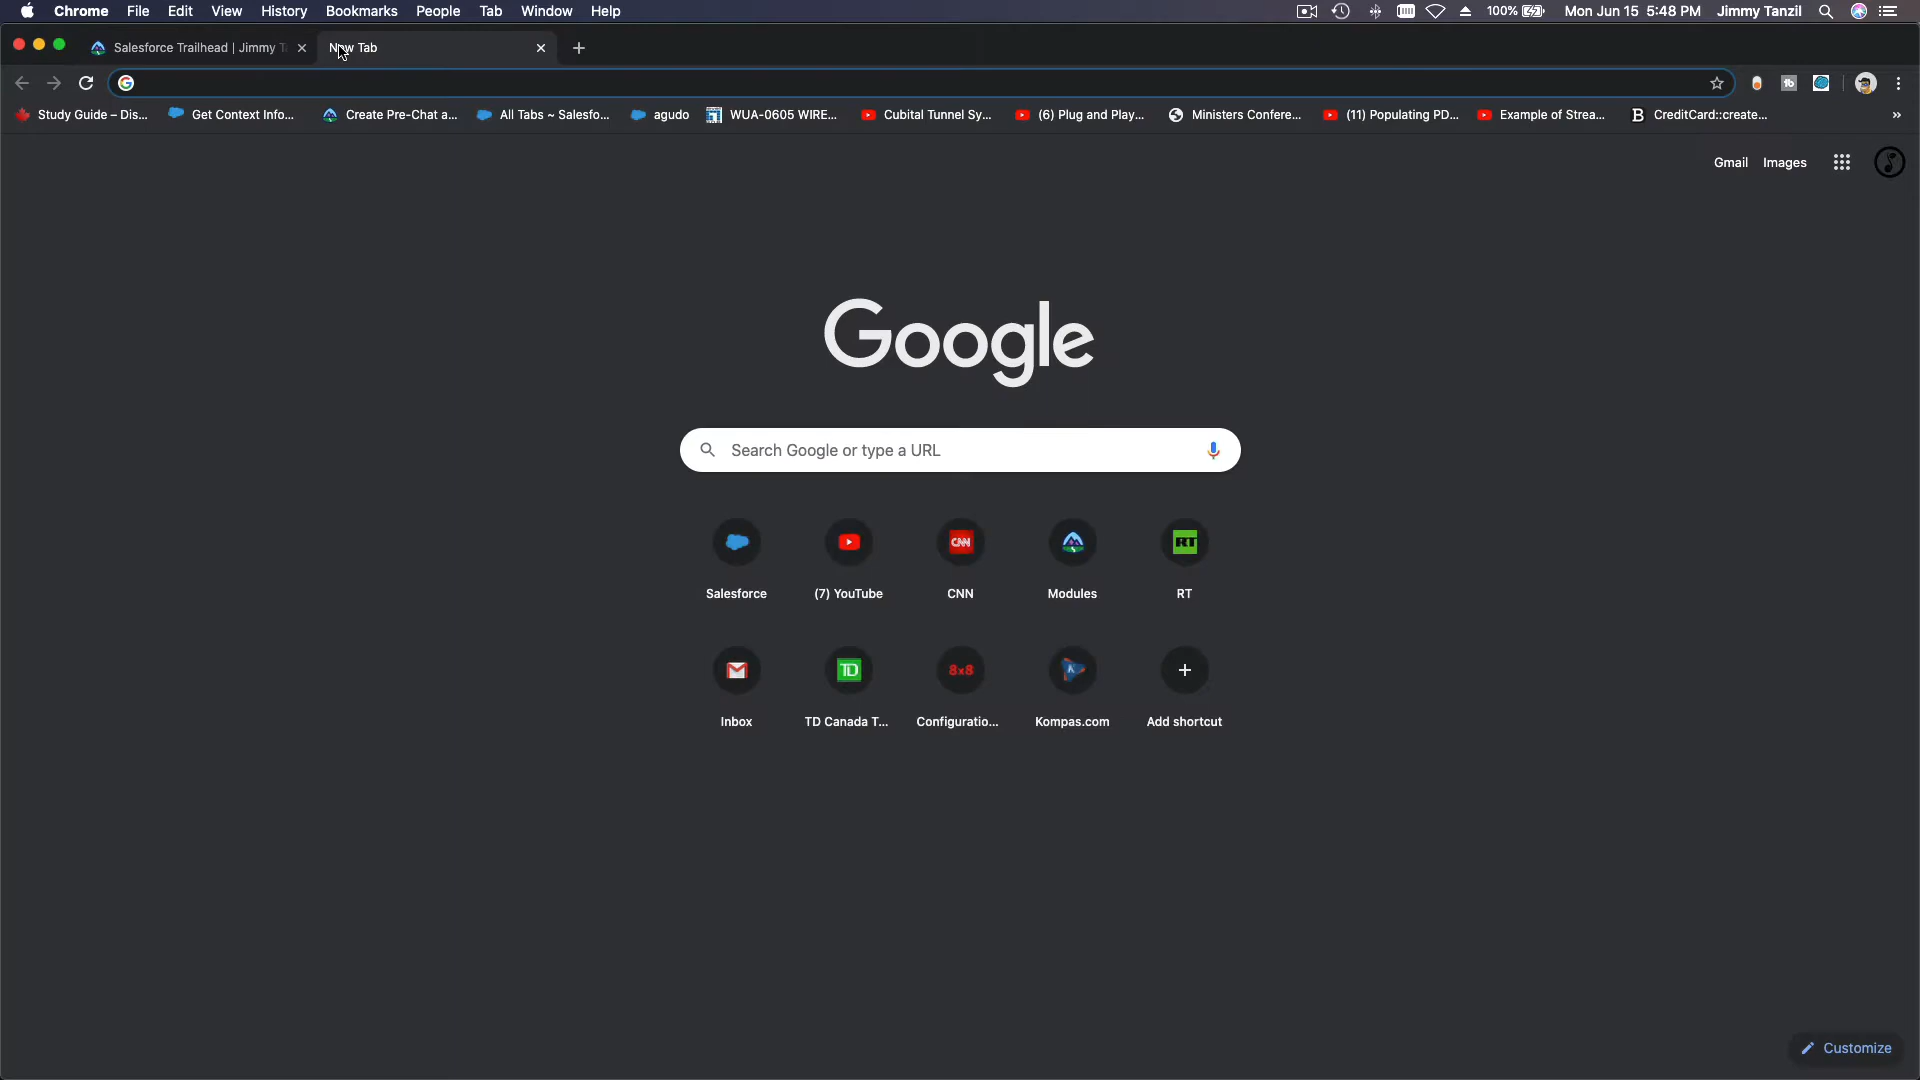 Chrome File Edit View History Bookmarks People Tab Window Help 100% Mon Jun 15 5:48 PM Jimmy Tanzil
Salesforce Trailhead | Jimmy T New Tab
Study Guide – Dis... Get Context Info... Create Pre-Chat a... All Tabs ~ Salesfo... agudo WUA-0605 WIRE... Cubital Tunnel Sy... (6) Plug and Play... Ministers Confere... (11) Populating PD... Example of Strea... B CreditCard::create... »
Gmail Images
Google
Search Google or type a URL
CNN RT
Salesforce (7) YouTube CNN Modules RT
TD 8x8 K
Inbox TD Canada T... Configuratio... Kompas.com Add shortcut
Customize